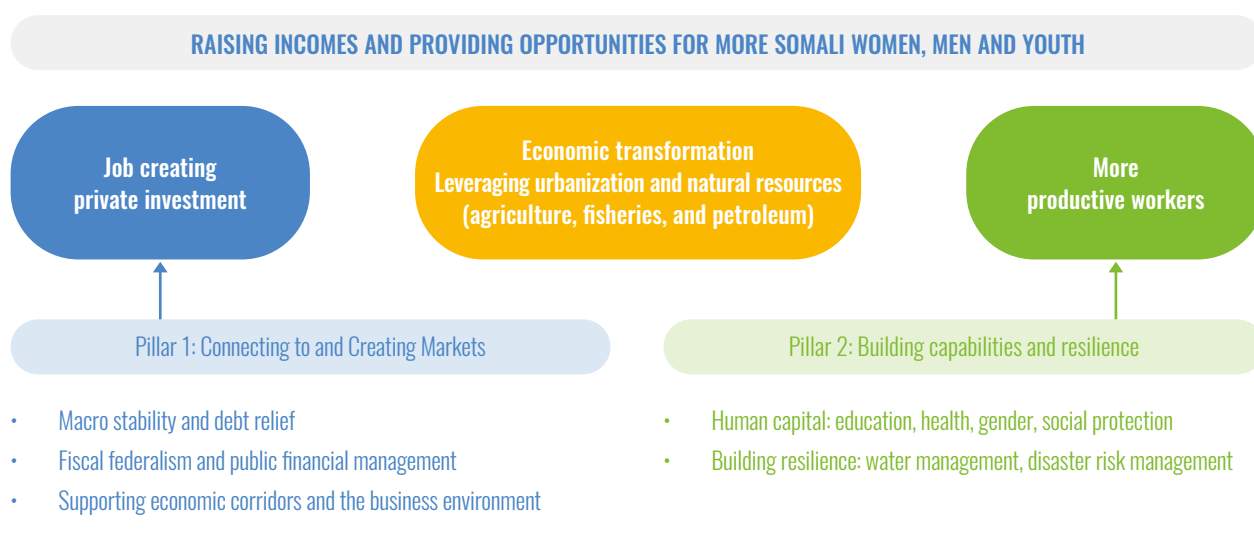 RAISING INCOMES AND PROVIDING OPPORTUNITIES FOR MORE SOMALI WOMEN, MEN AND YOUTH
Job creating
private investment
Economic transformation
Leveraging urbanization and natural resources
(agriculture, fisheries, and petroleum)
More
productive workers
Pillar 1: Connecting to and Creating Markets
• Macro stability and debt relief
• Fiscal federalism and public financial management
• Supporting economic corridors and the business environment
Pillar 2: Building capabilities and resilience
• Human capital: education, health, gender, social protection
• Building resilience: water management, disaster risk management